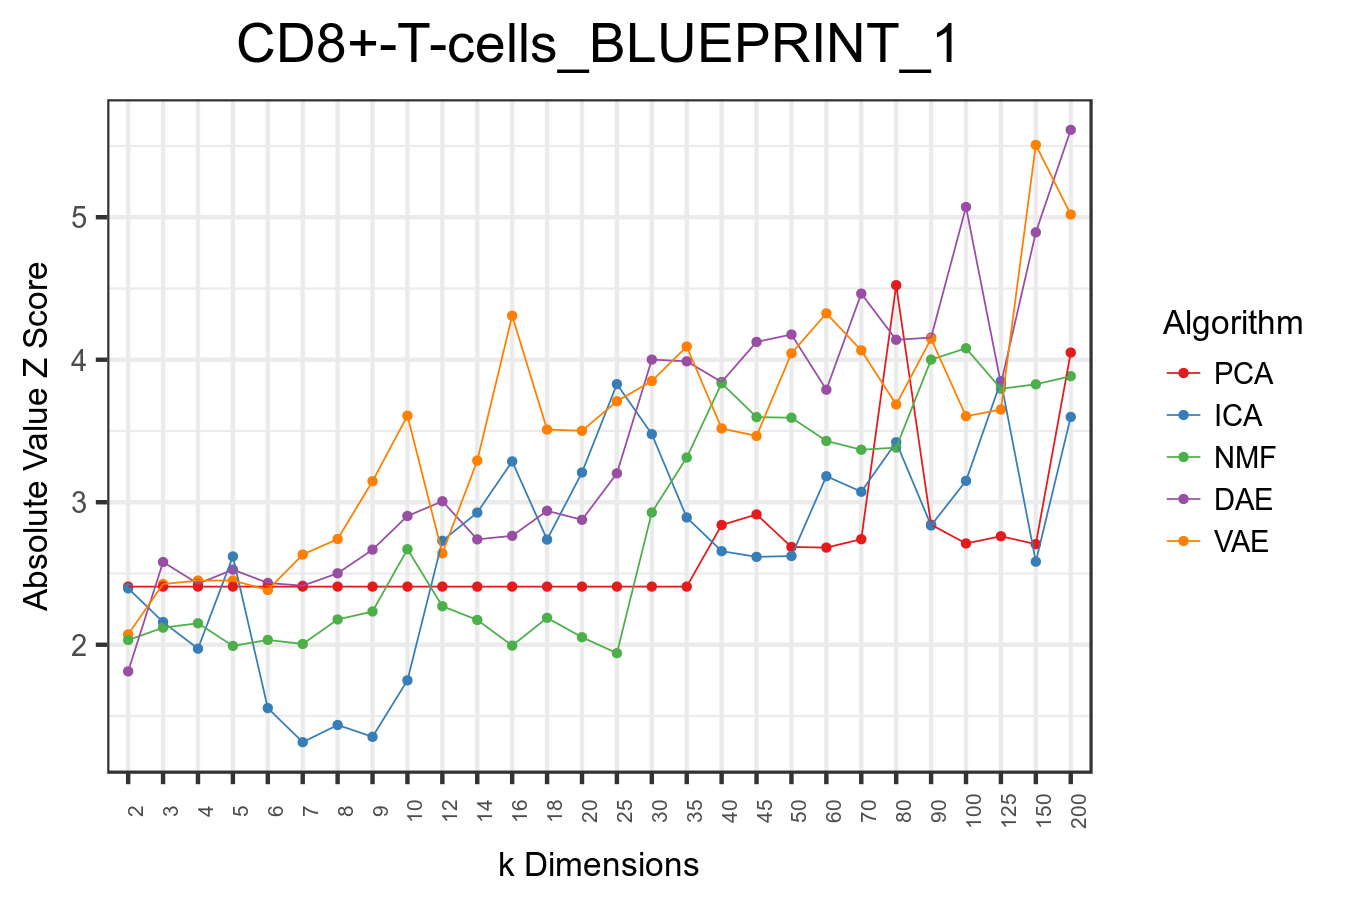 CD8+-T-cells_BLUEPRINT_1
Absolute Value Z Score
5
4
3
2
2 3 4 5 6 7 8 9 10 12 14 16 18 20 25 30 35 40 45 50 60 70 80 90 100 125 150 200
k Dimensions
Algorithm
PCA
ICA
NMF
DAE
VAE